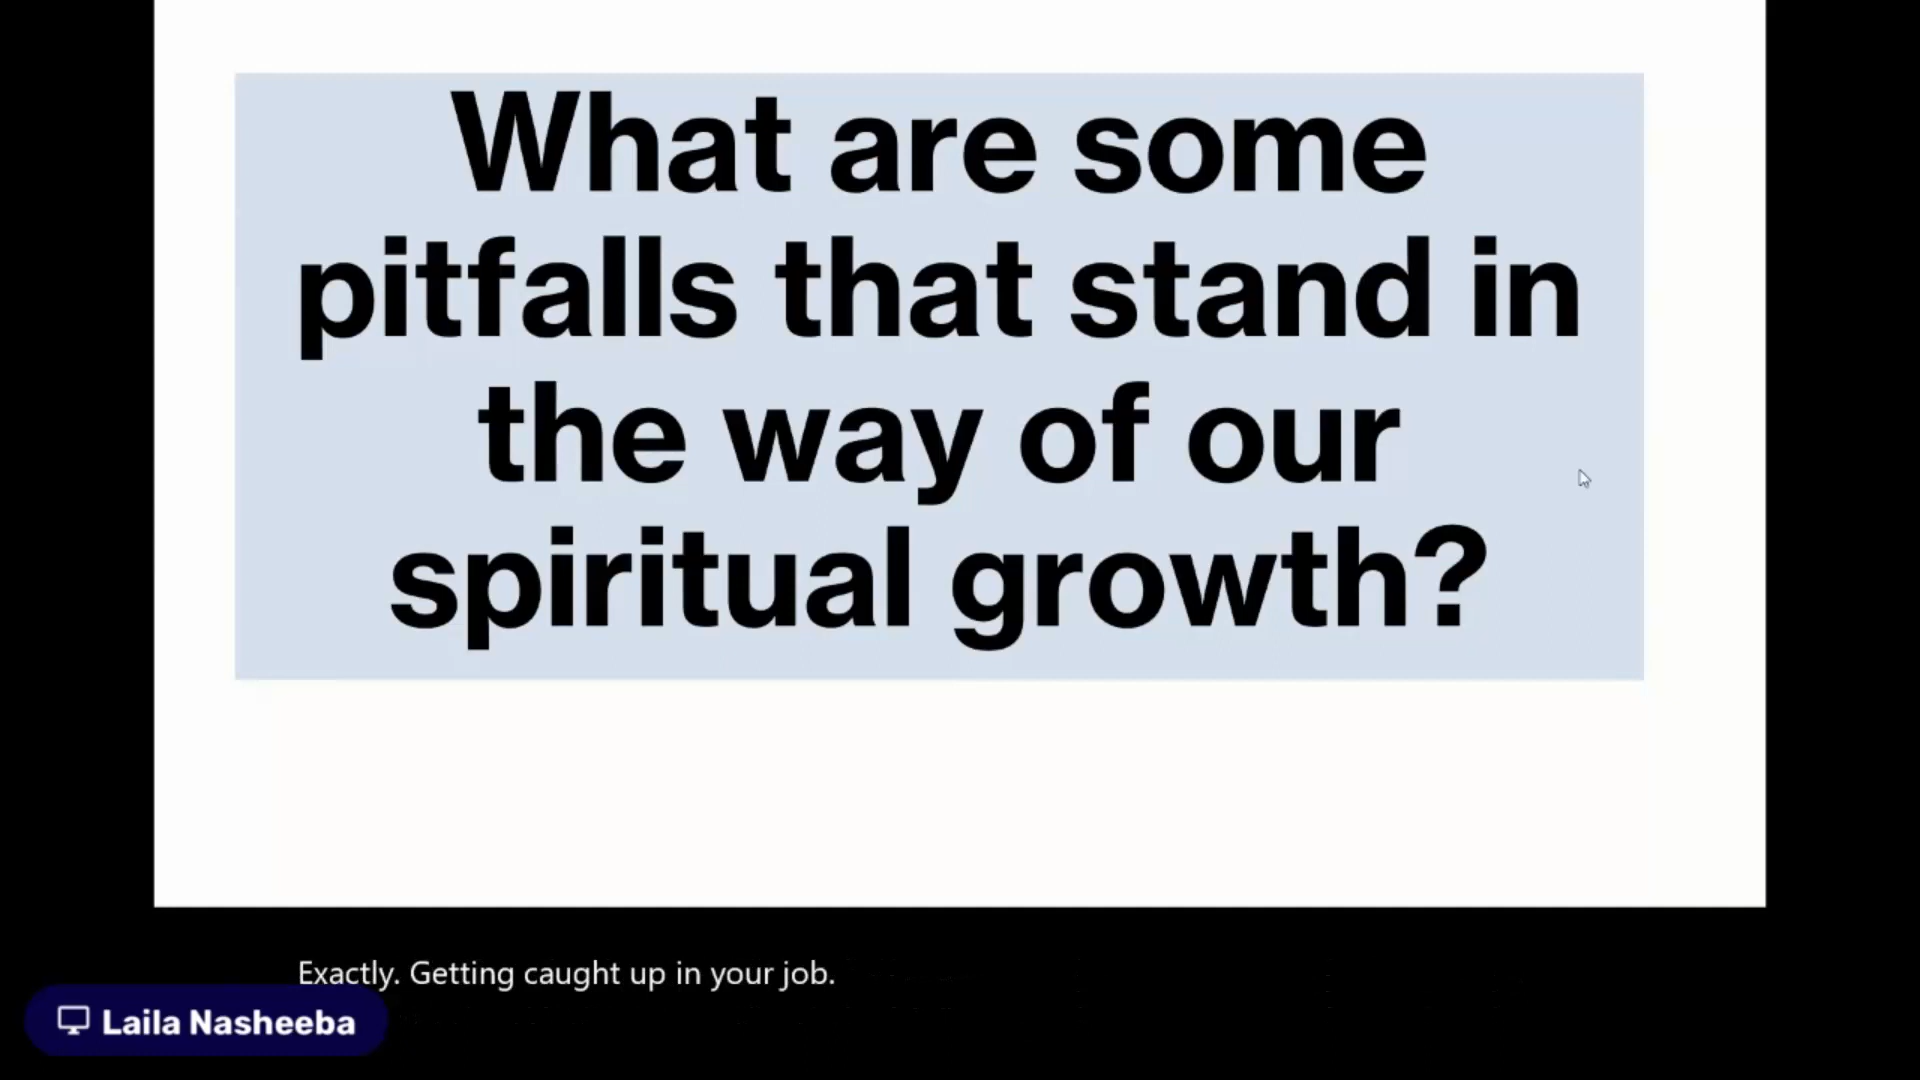 What are some
pitfalls that stand in
the way of our
spiritual growth?
Exactly. Getting caught up in your job.
Laila Nasheeba